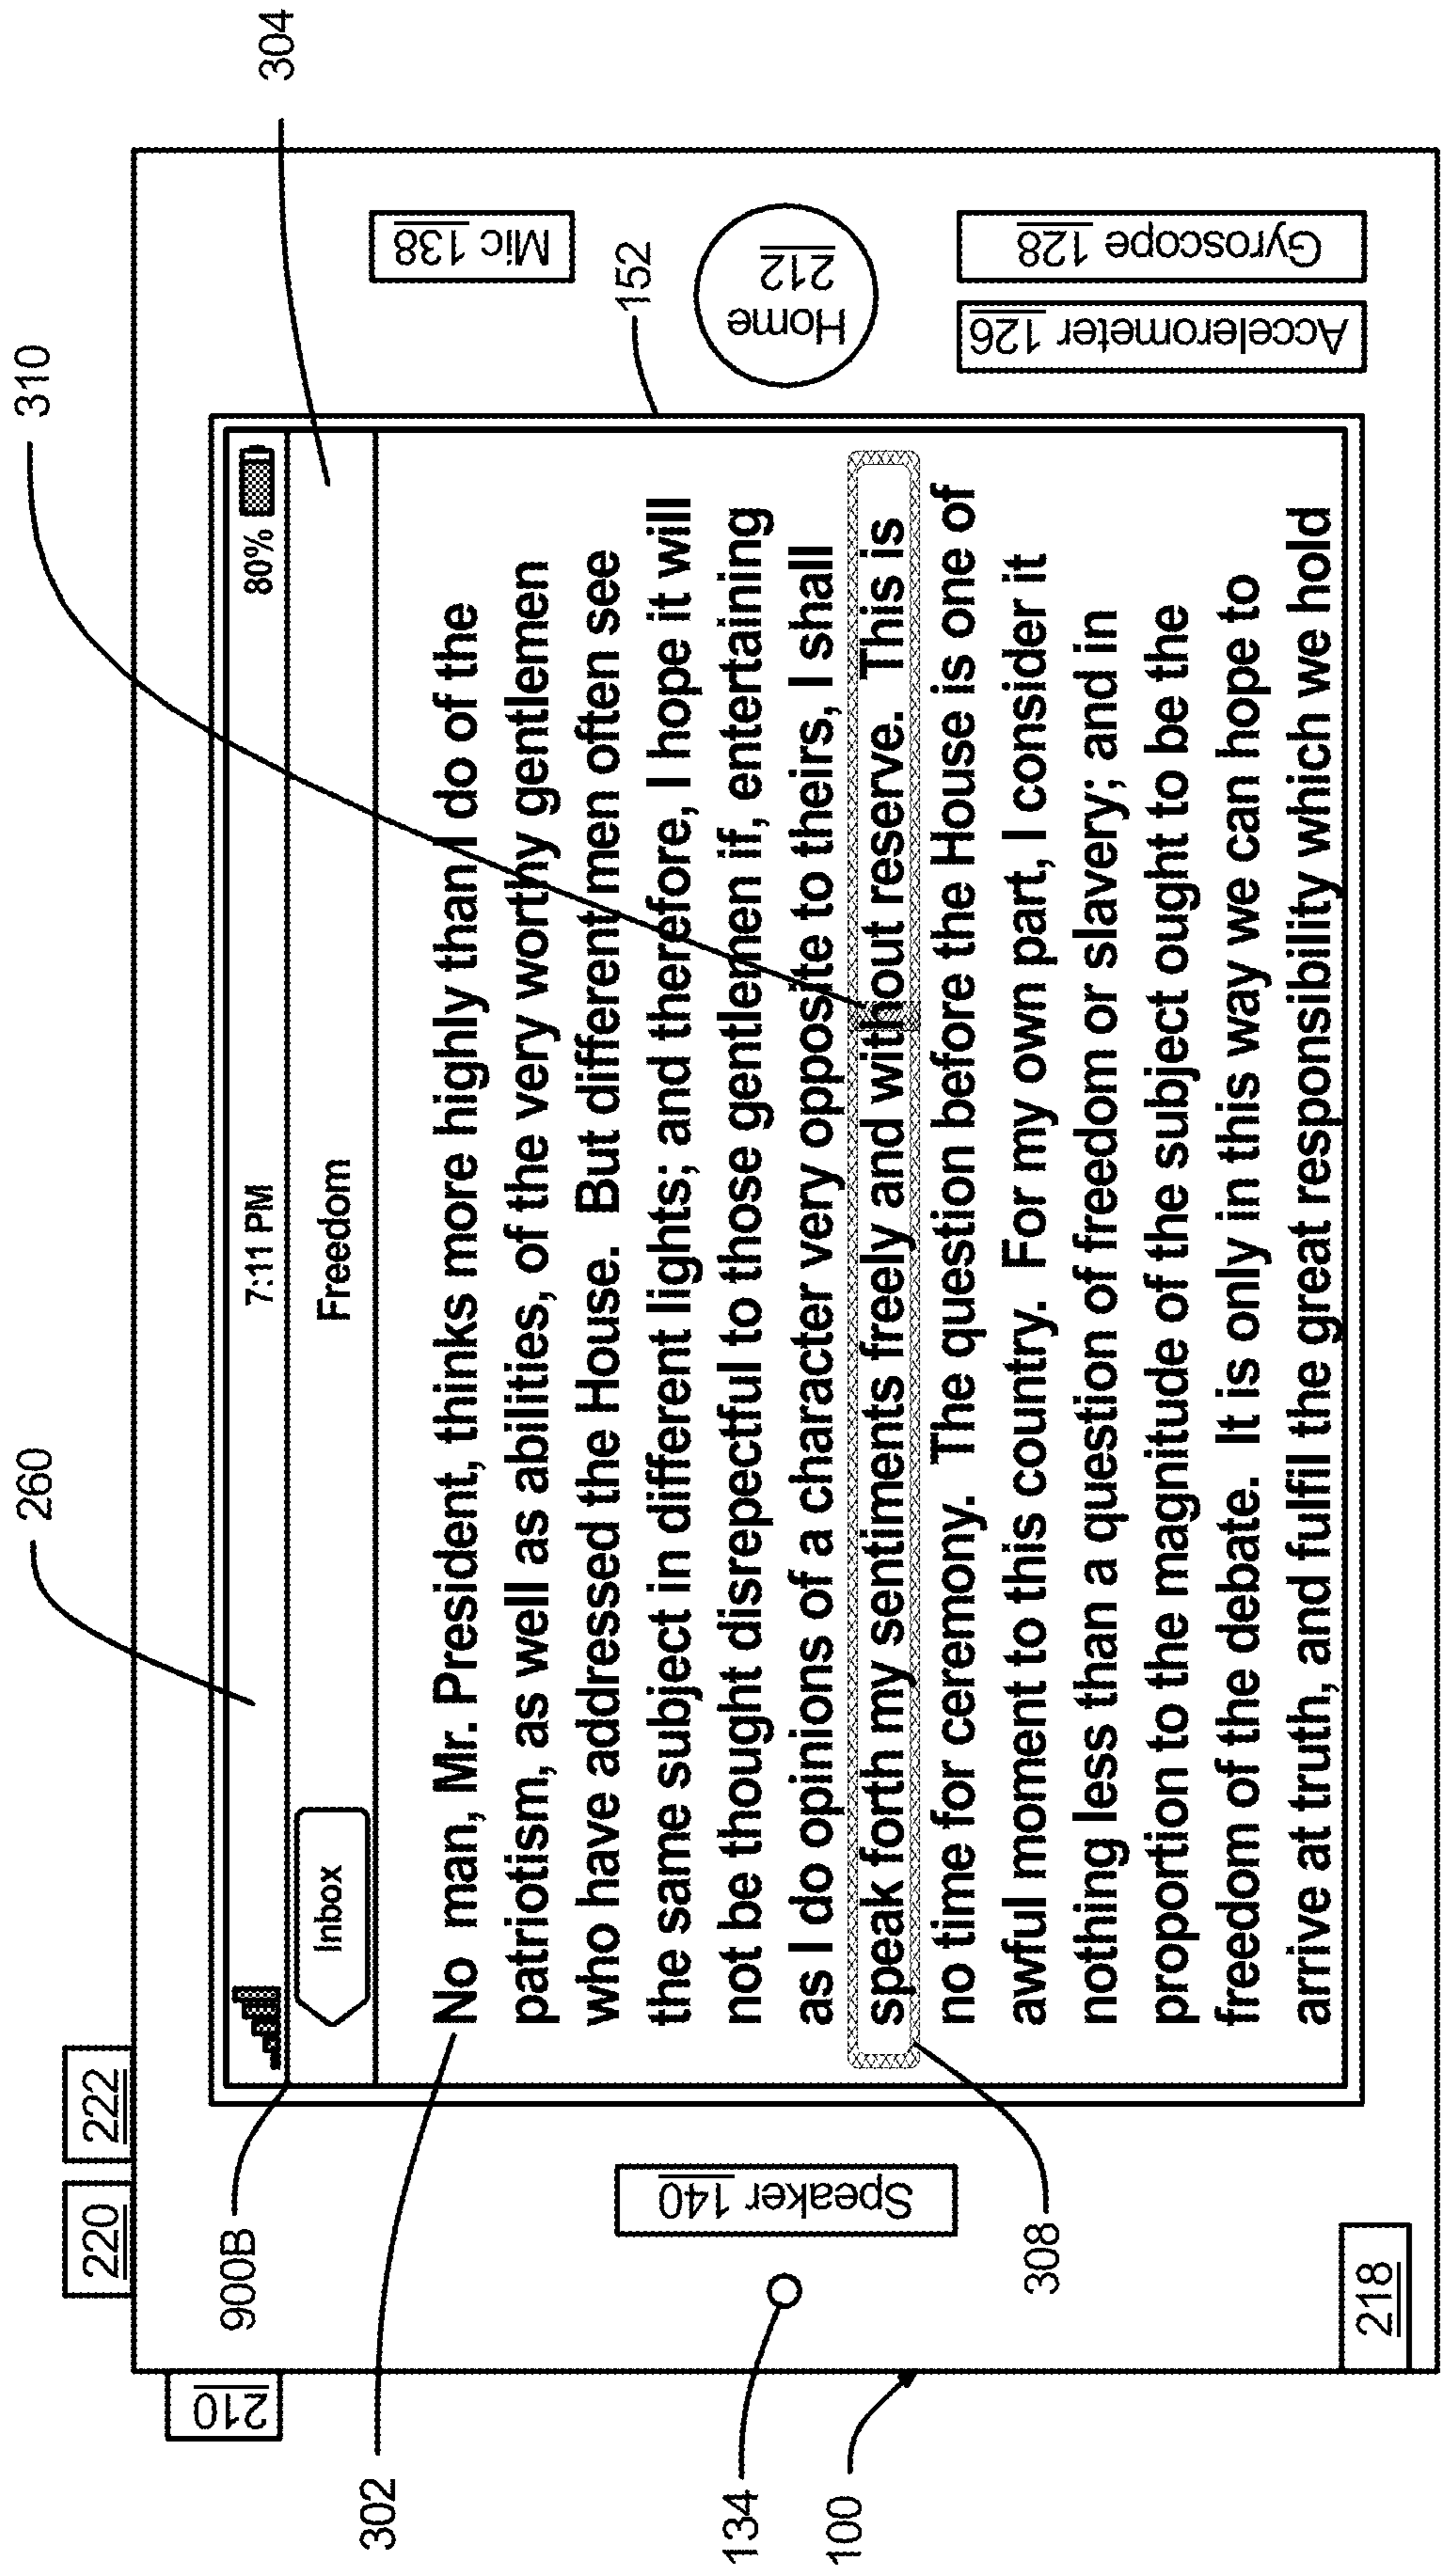 310
304
260
222
220
210
900B
302
7:11 PM
80%
Inbox
Freedom
No man, Mr. President, thinks more highly than I do of the
patriotism, as well as abilities, of the very worthy gentlemen
who have addressed the House. But different men often see
the same subject in different lights; and therefore, I hope it will
not be thought disrepectful to those gentlemen if, entertaining
as I do opinions of a character very opposite to theirs, I shall
speak forth my sentiments freely and without reserve. This is
no time for ceremony. The question before the House is one of
awful moment to this country. For my own part, I consider it
nothing less than a question of freedom or slavery; and in
proportion to the magnitude of the subject ought to be the
freedom of the debate. It is only in this way we can hope to
arrive at truth, and fulfil the great responsibility which we hold
Mic 138
152
Home
212
Accelerometer 126
Gyroscope 128
Speaker 140
134
100
308
218